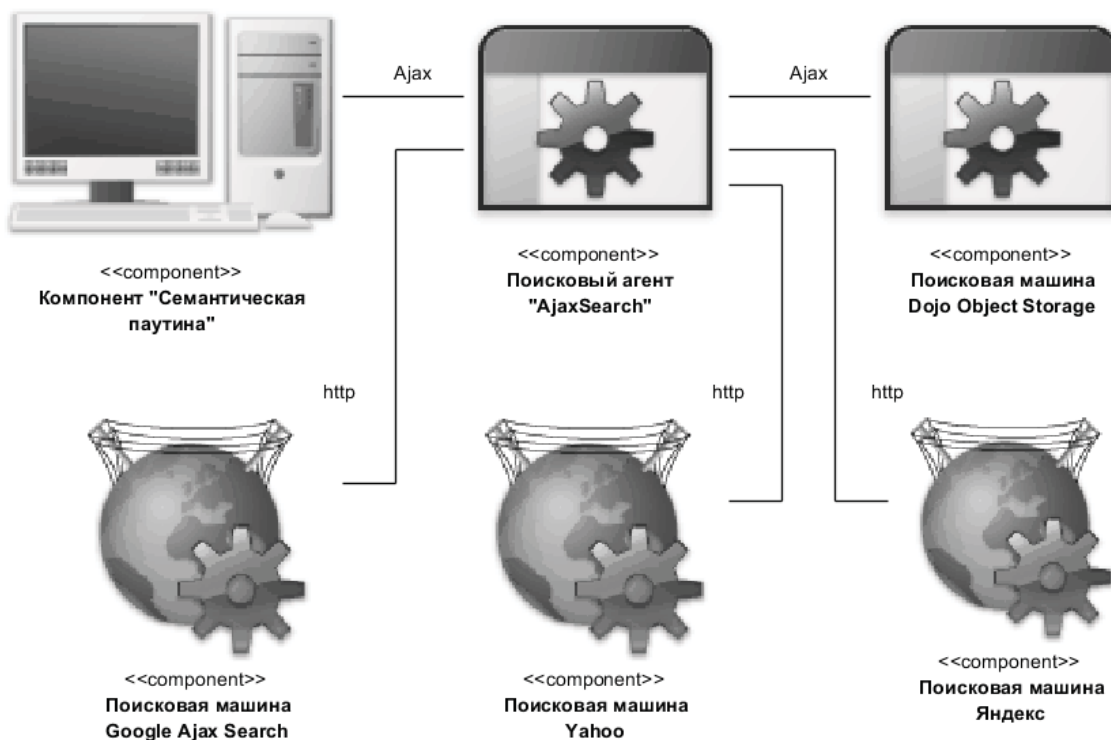 Ajax
Ajax
<<component>>
Компонент "Семантическая
паутина"
<<component>>
Поисковый агент
"AjaxSearch"
<<component>>
Поисковая машина
Dojo Object Storage
http
http
http
<<component>>
Поисковая машина
Google Ajax Search
<<component>>
Поисковая машина
Yahoo
<<component>>
Поисковая машина
Яндекс